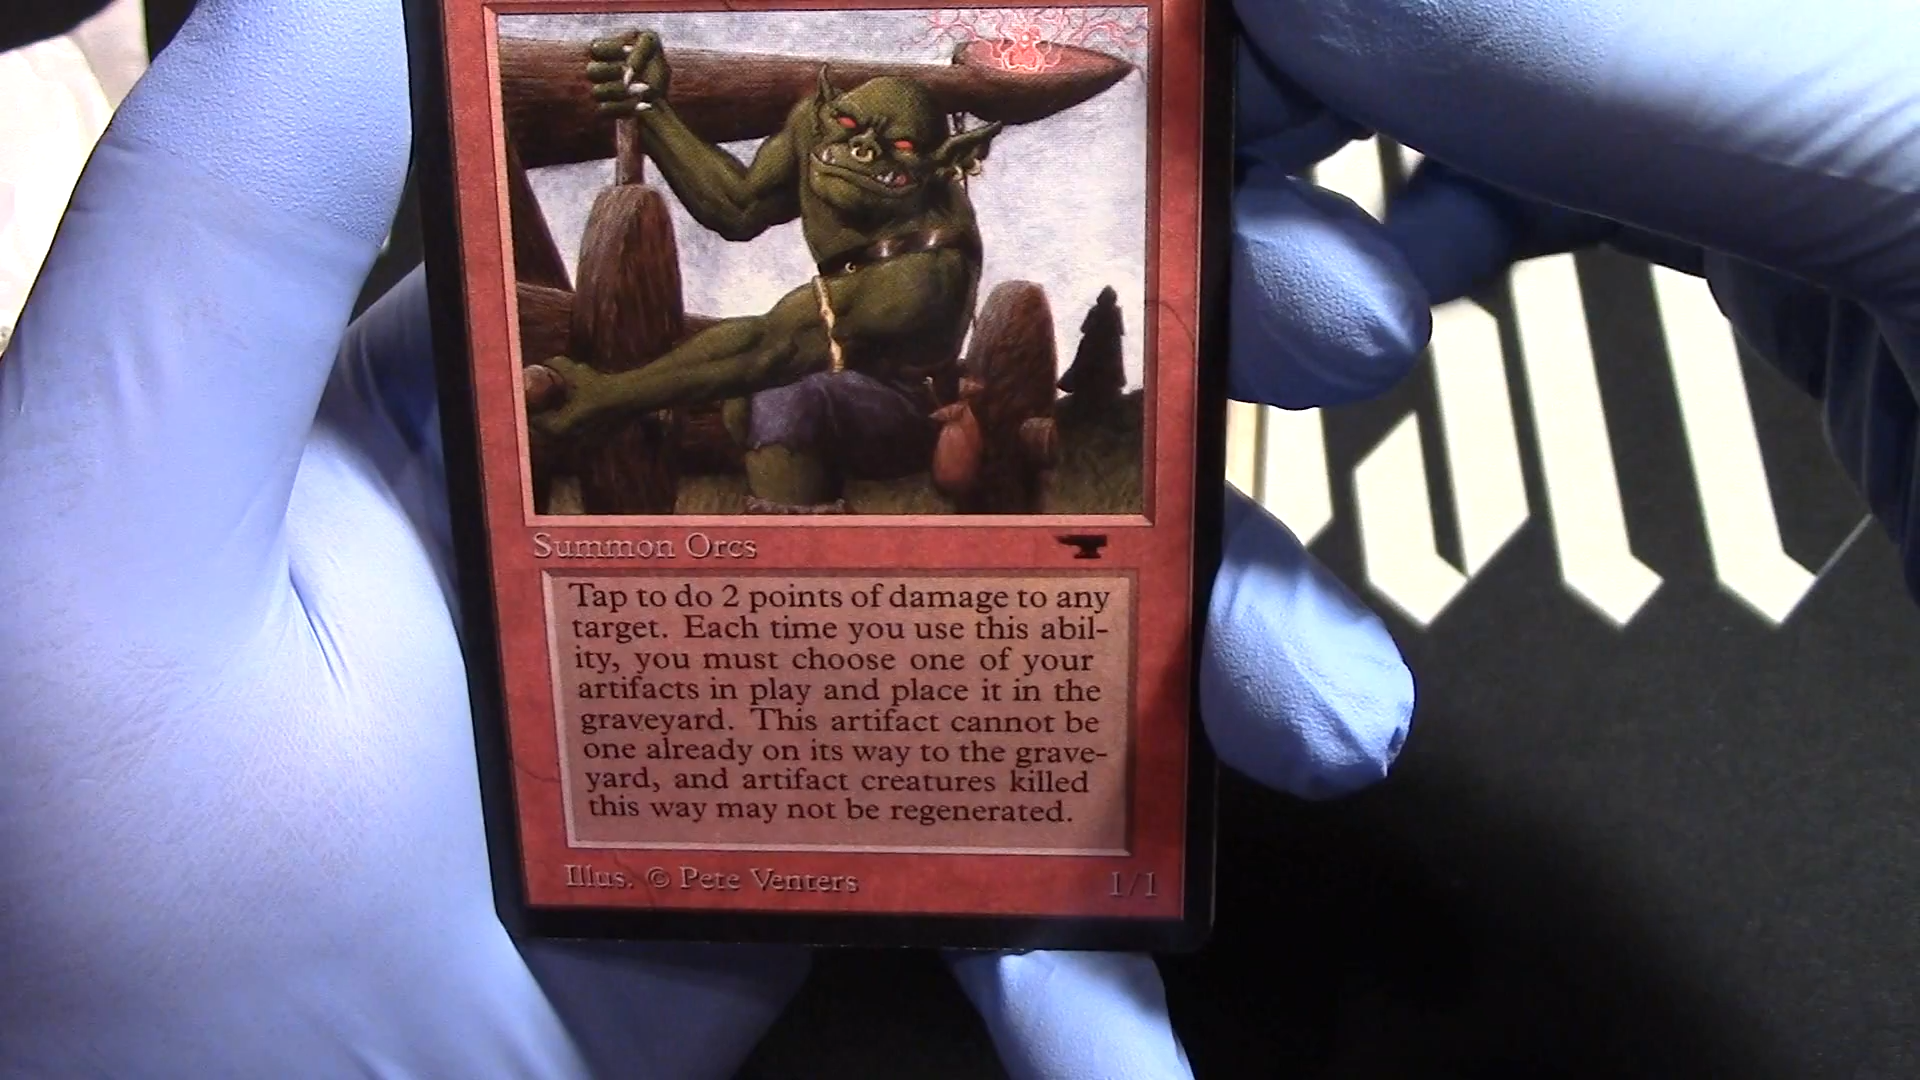 Summon Orcs
Tap to do 2 points of damage to any
target. Each time you use this abil-
ity, you must choose one of your
artifacts in play and place it in the
graveyard. This artifact cannot be
one already on its way to the grave-
yard, and artifact creatures killed
this way may not be regenerated.
Illus. © Pete Venters
1/1